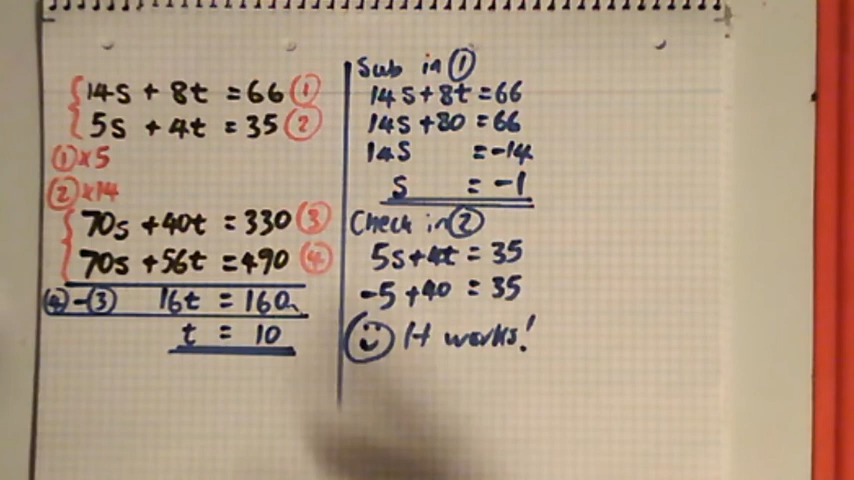 14s + 8t = 66 ①
5s + 4t = 35 ②
① x5
② x14
70s + 40t = 330 ③
70s + 56t = 490 ④
④-③ 16t = 160
t = 10
Sub in ①
14s + 8t = 66
14s + 80 = 66
14s = -14
s = -1
Check in ②
5s + 4t = 35
-5 + 40 = 35
It works!